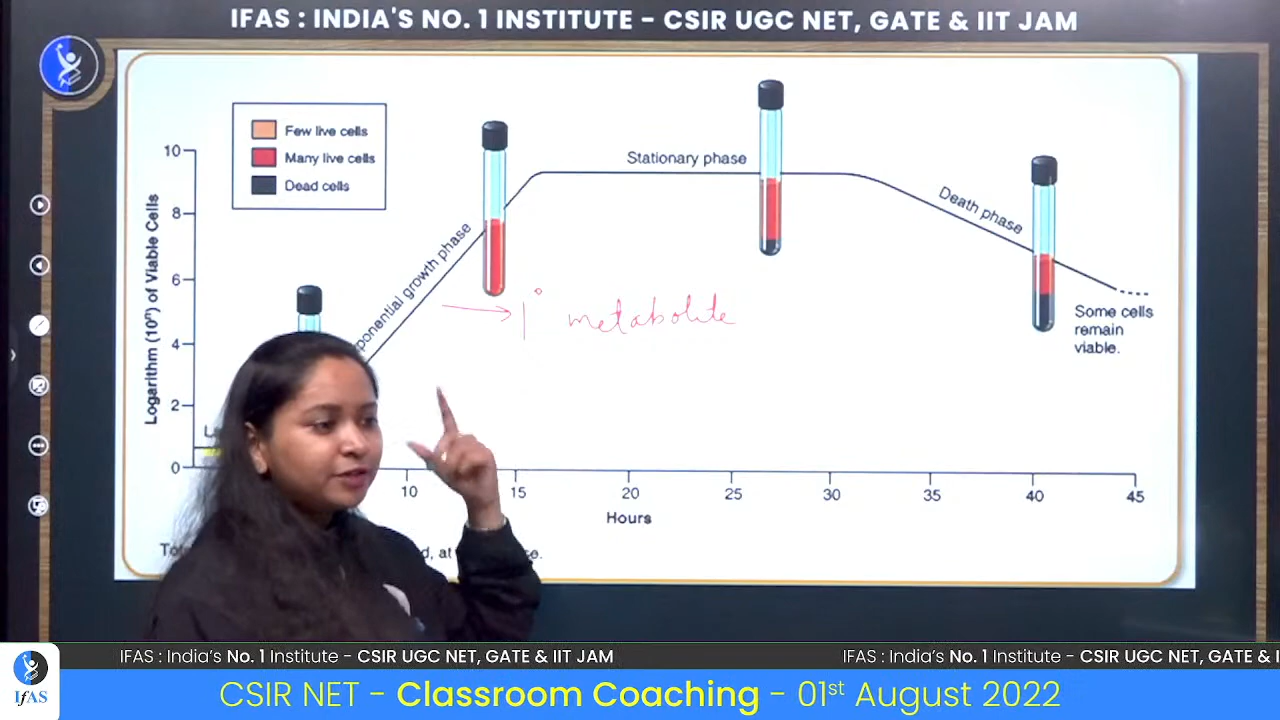 IFAS : INDIA'S NO. 1 INSTITUTE - CSIR UGC NET, GATE & IIT JAM
Few live cells
Many live cells
Dead cells
Stationary phase
Death phase
growth phase
1° metabolite
Some cells
remain
viable.
Logarithm (10ⁿ) of Viable Cells
10
8
6
4
2
0
10 15 20 25 30 35 40 45
Hours
IFAS : India's No. 1 Institute - CSIR UGC NET, GATE & IIT JAM
IFAS : India's No. 1 Institute - CSIR UGC NET, GATE &
IFAS
CSIR NET - Classroom Coaching - 01st August 2022